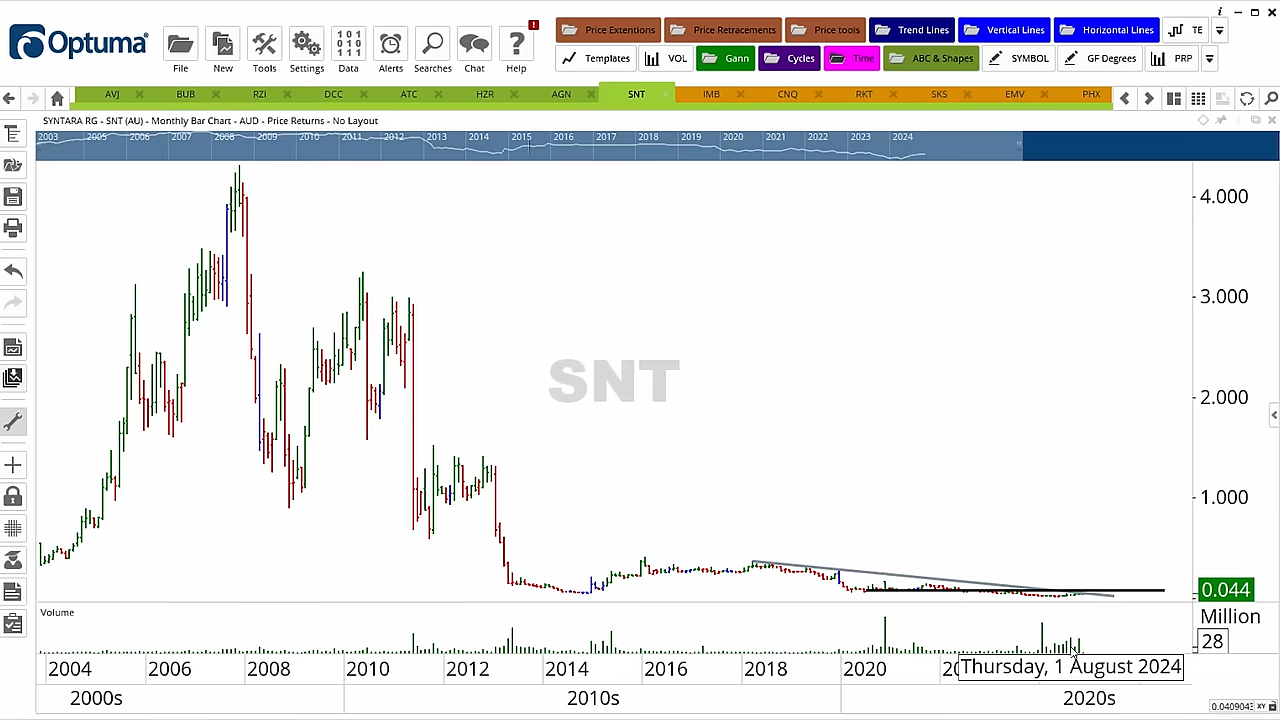 Optuma
File
New
Tools
Settings
Data
Alerts
Searches
Chat
Help
Price Extentions
Price Retracements
Price tools
Trend Lines
Vertical Lines
Horizontal Lines
TE
Templates
VOL
Gann
Cycles
Time
ABC & Shapes
SYMBOL
GF Degrees
PRP
AVJ
BUB
RZI
DCC
ATC
HZR
AGN
SNT
IMB
CNQ
RKT
SKS
EMV
PHX
SYNTARA RG - SNT (AU) - Monthly Bar Chart - AUD - Price Returns - No Layout
2003 2005 2007 2008 2009 2011 2012 2013 2014 2015 2016 2017 2018 2019 2020 2021 2022 2023 2024
4.000
3.000
SNT
2.000
1.000
0.044
Volume
Million
28
2004 2006 2008 2010 2012 2014 2016 2018 2020
Thursday, 1 August 2024
2000s 2010s 2020s
0.0409043 XY